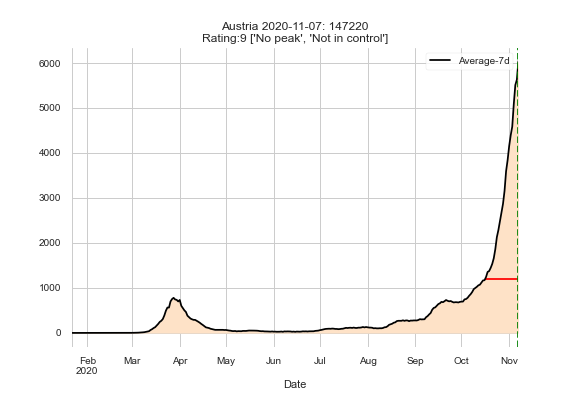 Austria 2020-11-07: 147220
Rating:9 ['No peak', 'Not in control']
Average-7d
6000
5000
4000
3000
2000
1000
0
Feb Mar Apr May Jun Jul Aug Sep Oct Nov
2020
Date